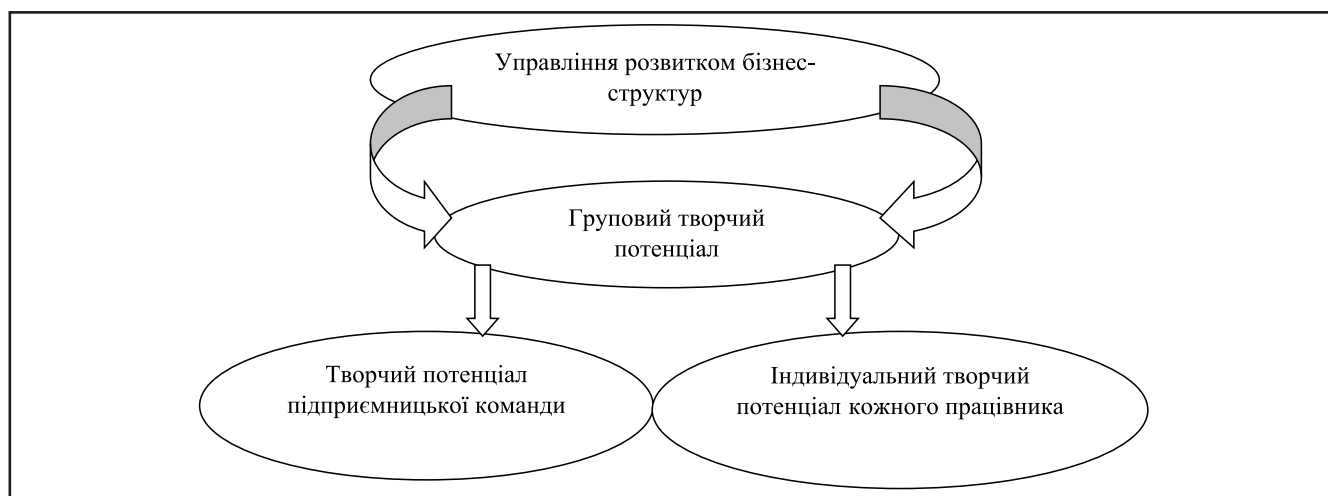 Управління розвитком бізнес-
структур
Груповий творчий
потенціал
Творчий потенціал
підприємницької команди
Індивідуальний творчий
потенціал кожного працівника